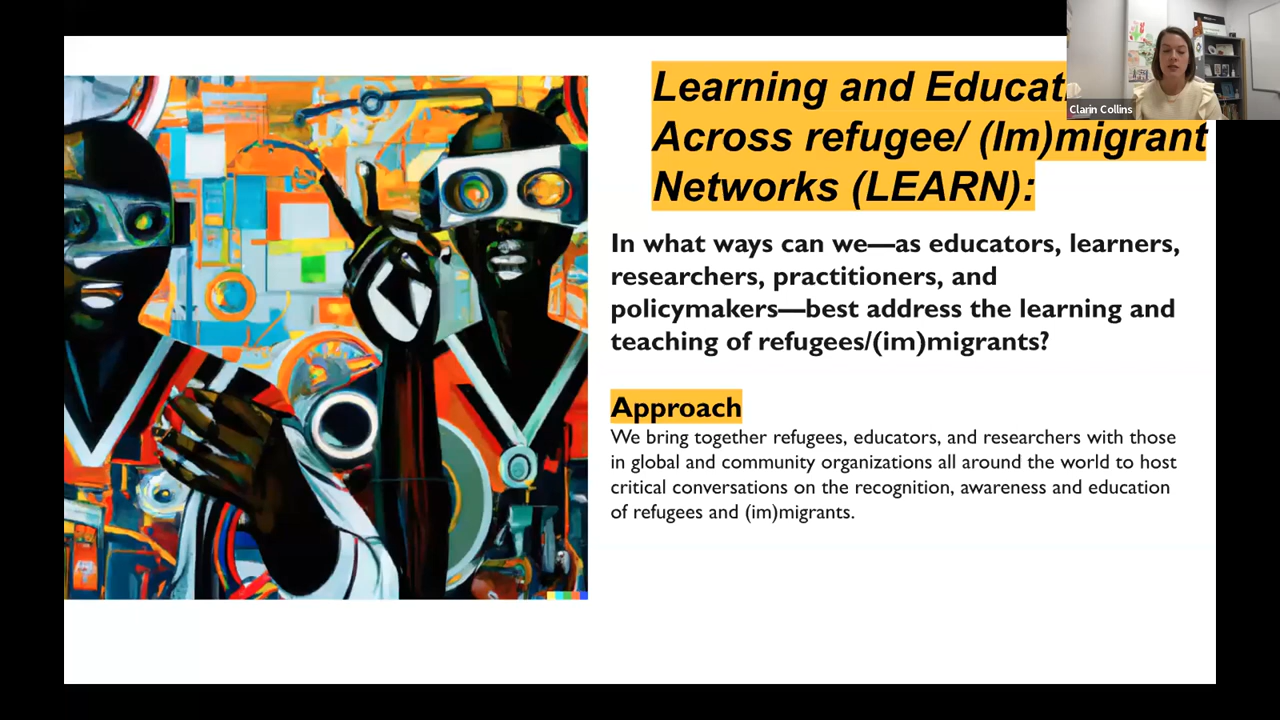 Learning and Educat
Across refugee/ (Im)migrant
Networks (LEARN):
Clarin Collins
In what ways can we—as educators, learners,
researchers, practitioners, and
policymakers—best address the learning and
teaching of refugees/(im)migrants?
Approach
We bring together refugees, educators, and researchers with those
in global and community organizations all around the world to host
critical conversations on the recognition, awareness and education
of refugees and (im)migrants.